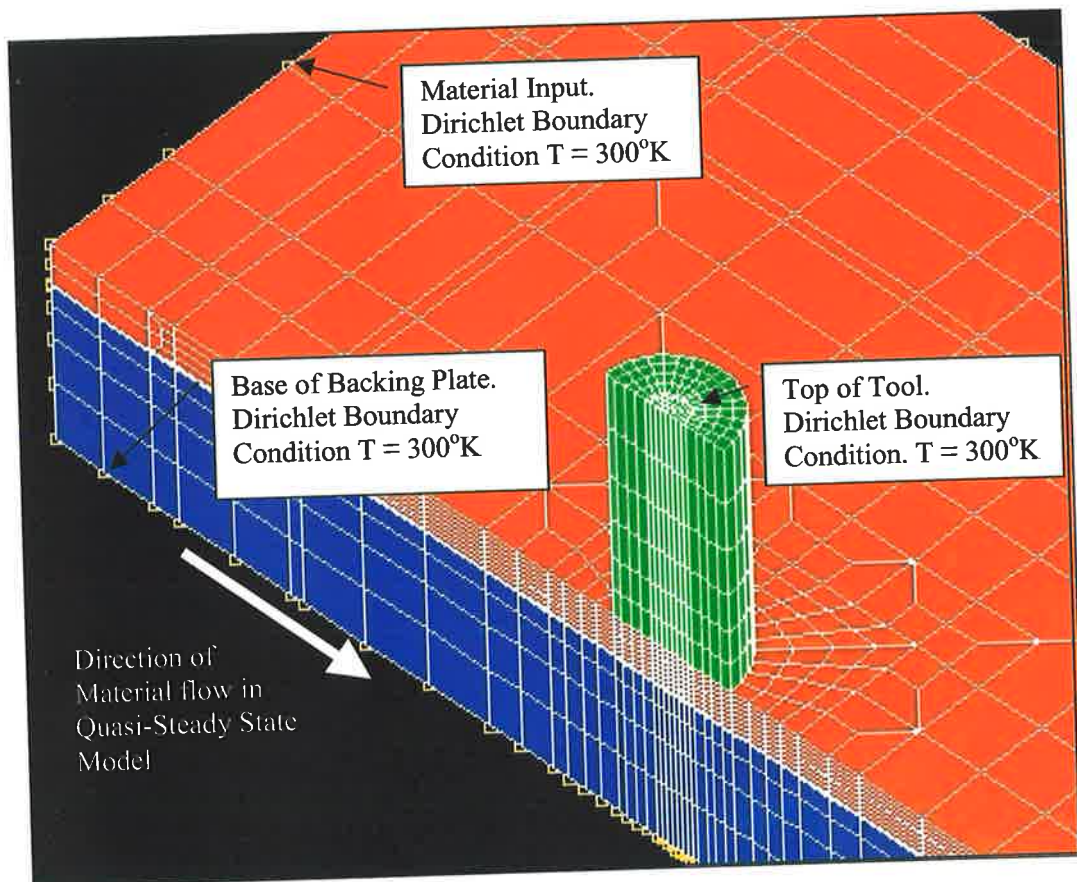 Material Input.
Dirichlet Boundary
Condition T = 300°K
Base of Backing Plate.
Dirichlet Boundary
Condition T = 300°K
Top of Tool.
Dirichlet Boundary
Condition. T = 300°K
Direction of
Material flow in
Quasi-Steady State
Model